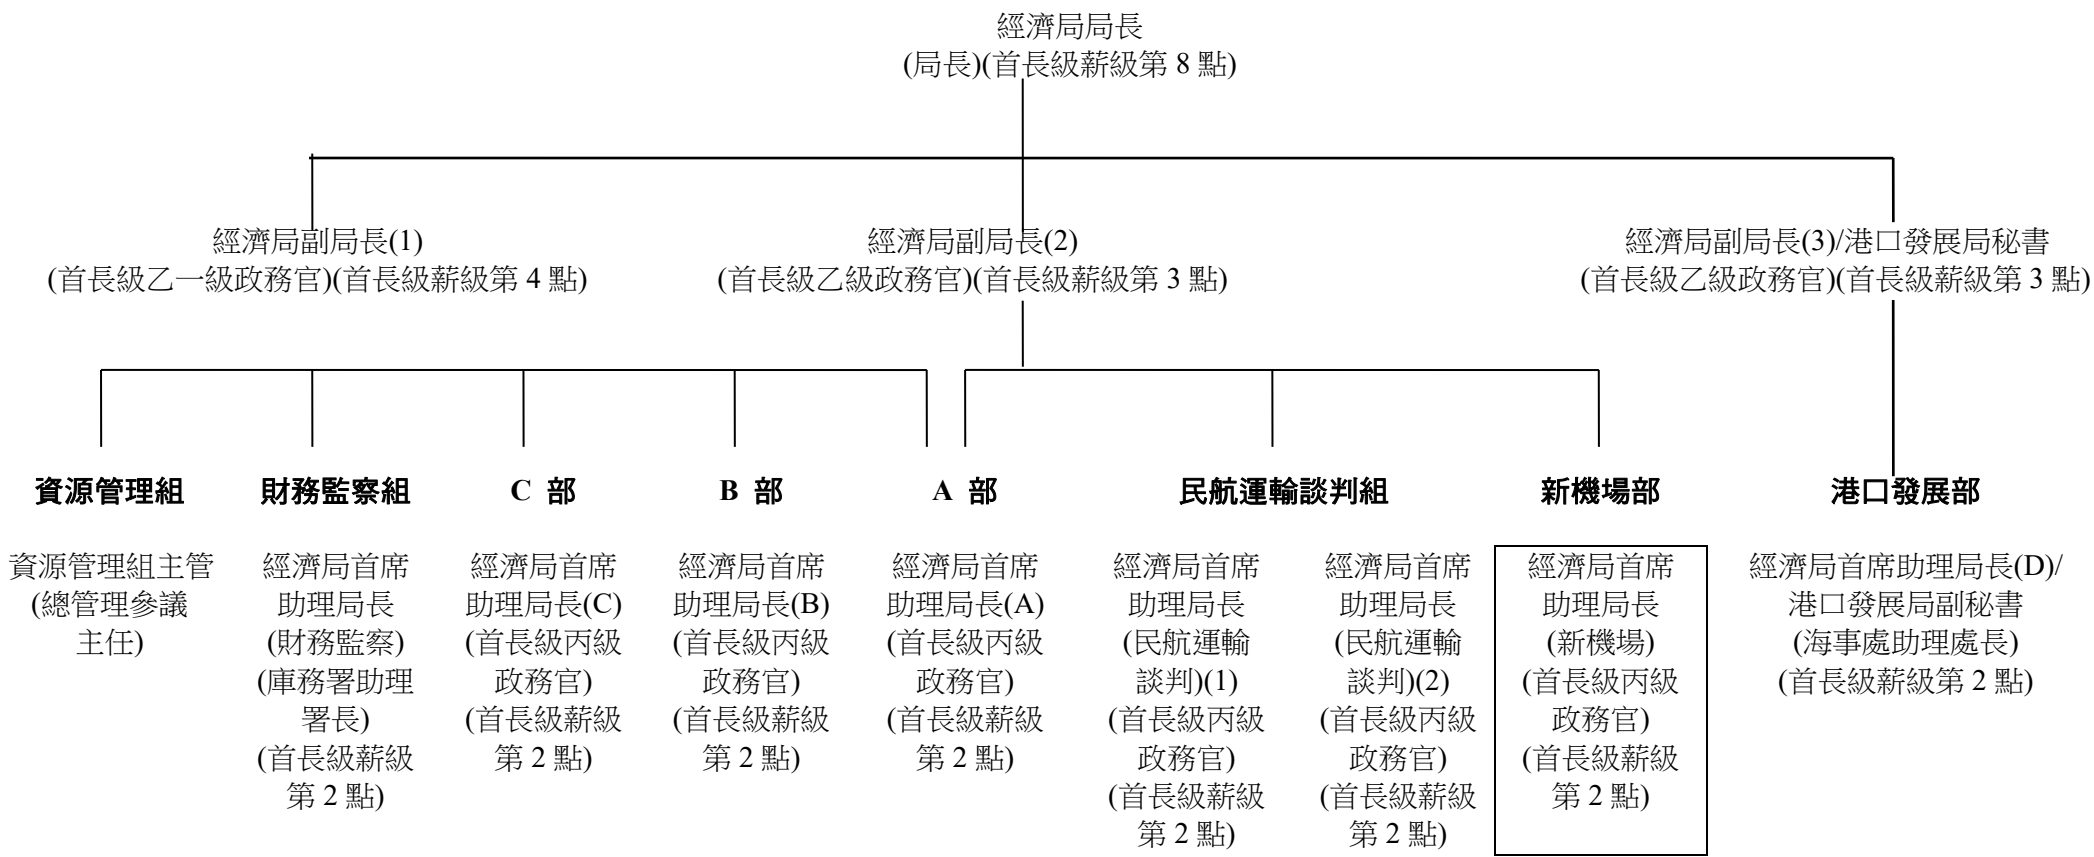 經濟局局長
(局長)(首長級薪級第 8 點)
經濟局副局長(1)
(首長級乙一級政務官)(首長級薪級第 4 點)
經濟局副局長(2)
(首長級乙級政務官)(首長級薪級第 3 點)
經濟局副局長(3)/港口發展局秘書
(首長級乙級政務官)(首長級薪級第 3 點)
資源管理組
資源管理組主管
(總管理參議
主任)
財務監察組
經濟局首席
助理局長
(財務監察)
(庫務署助理
署長)
(首長級薪級
第 2 點)
C 部
經濟局首席
助理局長(C)
(首長級丙級
政務官)
(首長級薪級
第 2 點)
B 部
經濟局首席
助理局長(B)
(首長級丙級
政務官)
(首長級薪級
第 2 點)
A 部
經濟局首席
助理局長(A)
(首長級丙級
政務官)
(首長級薪級
第 2 點)
民航運輸談判組
經濟局首席
助理局長
(民航運輸
談判)(1)
(首長級丙級
政務官)
(首長級薪級
第 2 點)
經濟局首席
助理局長
(民航運輸
談判)(2)
(首長級丙級
政務官)
(首長級薪級
第 2 點)
新機場部
經濟局首席
助理局長
(新機場)
(首長級丙級
政務官)
(首長級薪級
第 2 點)
港口發展部
經濟局首席助理局長(D)/
港口發展局副秘書
(海事處助理處長)
(首長級薪級第 2 點)